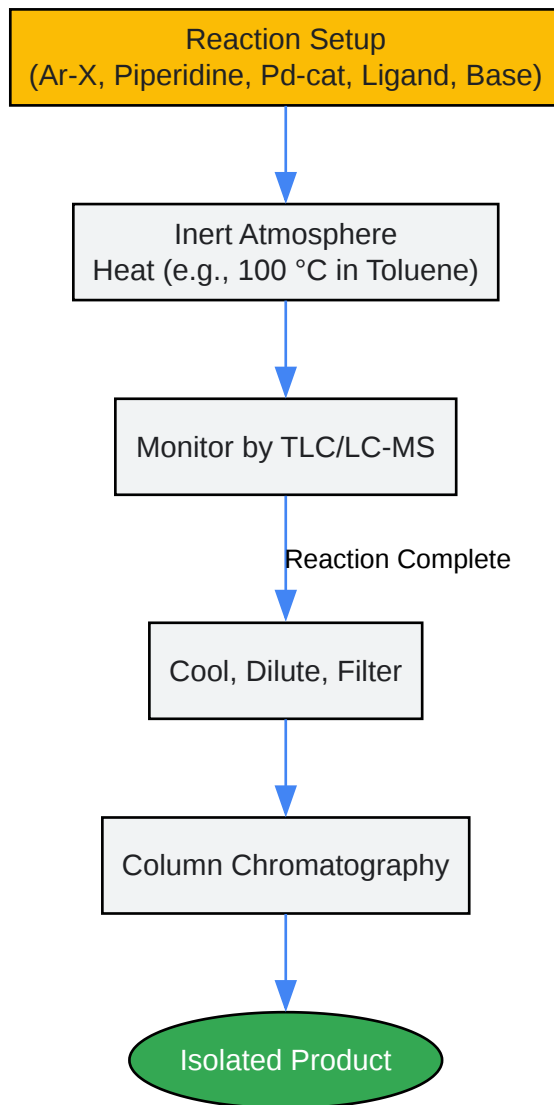 Reaction Setup
(Ar-X, Piperidine, Pd-cat, Ligand, Base)
Inert Atmosphere
Heat (e.g., 100 °C in Toluene)
Monitor by TLC/LC-MS
Reaction Complete
Cool, Dilute, Filter
Column Chromatography
Isolated Product